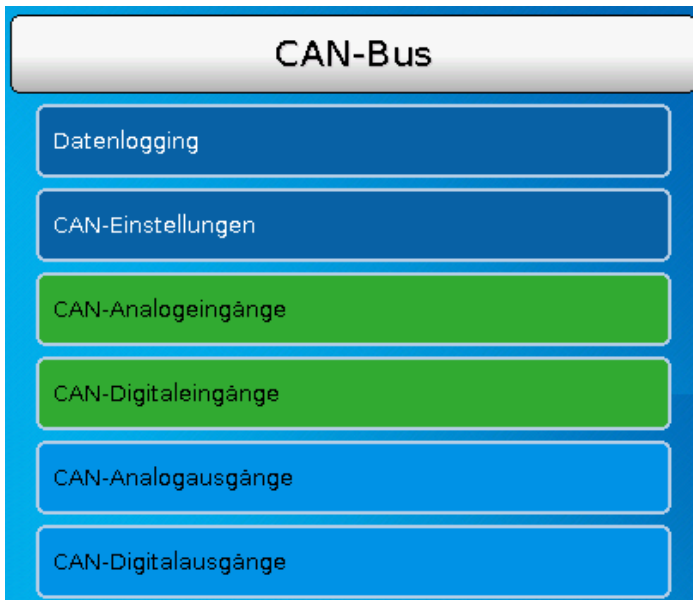 CAN-Bus
Datenlogging
CAN-Einstellungen
CAN-Analogeingänge
CAN-Digitaleingänge
CAN-Analogausgänge
CAN-Digitalausgänge